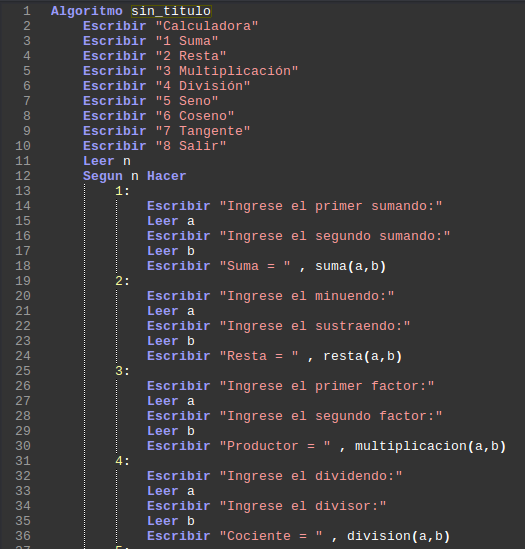 1 Algoritmo sin_titulo
2 Escribir "Calculadora"
3 Escribir "1 Suma"
4 Escribir "2 Resta"
5 Escribir "3 Multiplicación"
6 Escribir "4 División"
7 Escribir "5 Seno"
8 Escribir "6 Coseno"
9 Escribir "7 Tangente"
10 Escribir "8 Salir"
11 Leer n
12 Segun n Hacer
13 1:
14 Escribir "Ingrese el primer sumando:"
15 Leer a
16 Escribir "Ingrese el segundo sumando:"
17 Leer b
18 Escribir "Suma = " , suma(a,b)
19 2:
20 Escribir "Ingrese el minuendo:"
21 Leer a
22 Escribir "Ingrese el sustraendo:"
23 Leer b
24 Escribir "Resta = " , resta(a,b)
25 3:
26 Escribir "Ingrese el primer factor:"
27 Leer a
28 Escribir "Ingrese el segundo factor:"
29 Leer b
30 Escribir "Productor = " , multiplicacion(a,b)
31 4:
32 Escribir "Ingrese el dividendo:"
33 Leer a
34 Escribir "Ingrese el divisor:"
35 Leer b
36 Escribir "Cociente = " , division(a,b)
37 5: